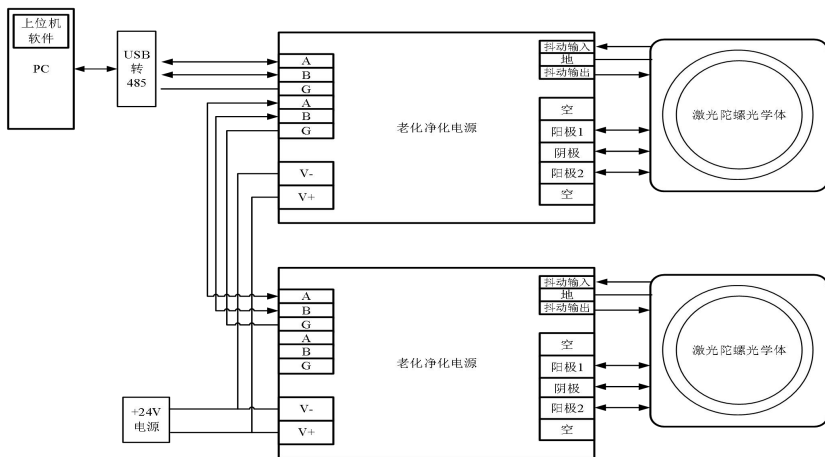 上位机
软件
PC
USB
转
485
A
B
G
A
B
G
V-
V+
老化净化电源
抖动输入
地
抖动输出
空
阳极1
阴极
阳极2
空
激光陀螺光学体
A
B
G
A
B
G
V-
V+
老化净化电源
抖动输入
地
抖动输出
空
阳极1
阴极
阳极2
空
激光陀螺光学体
+24V
电源